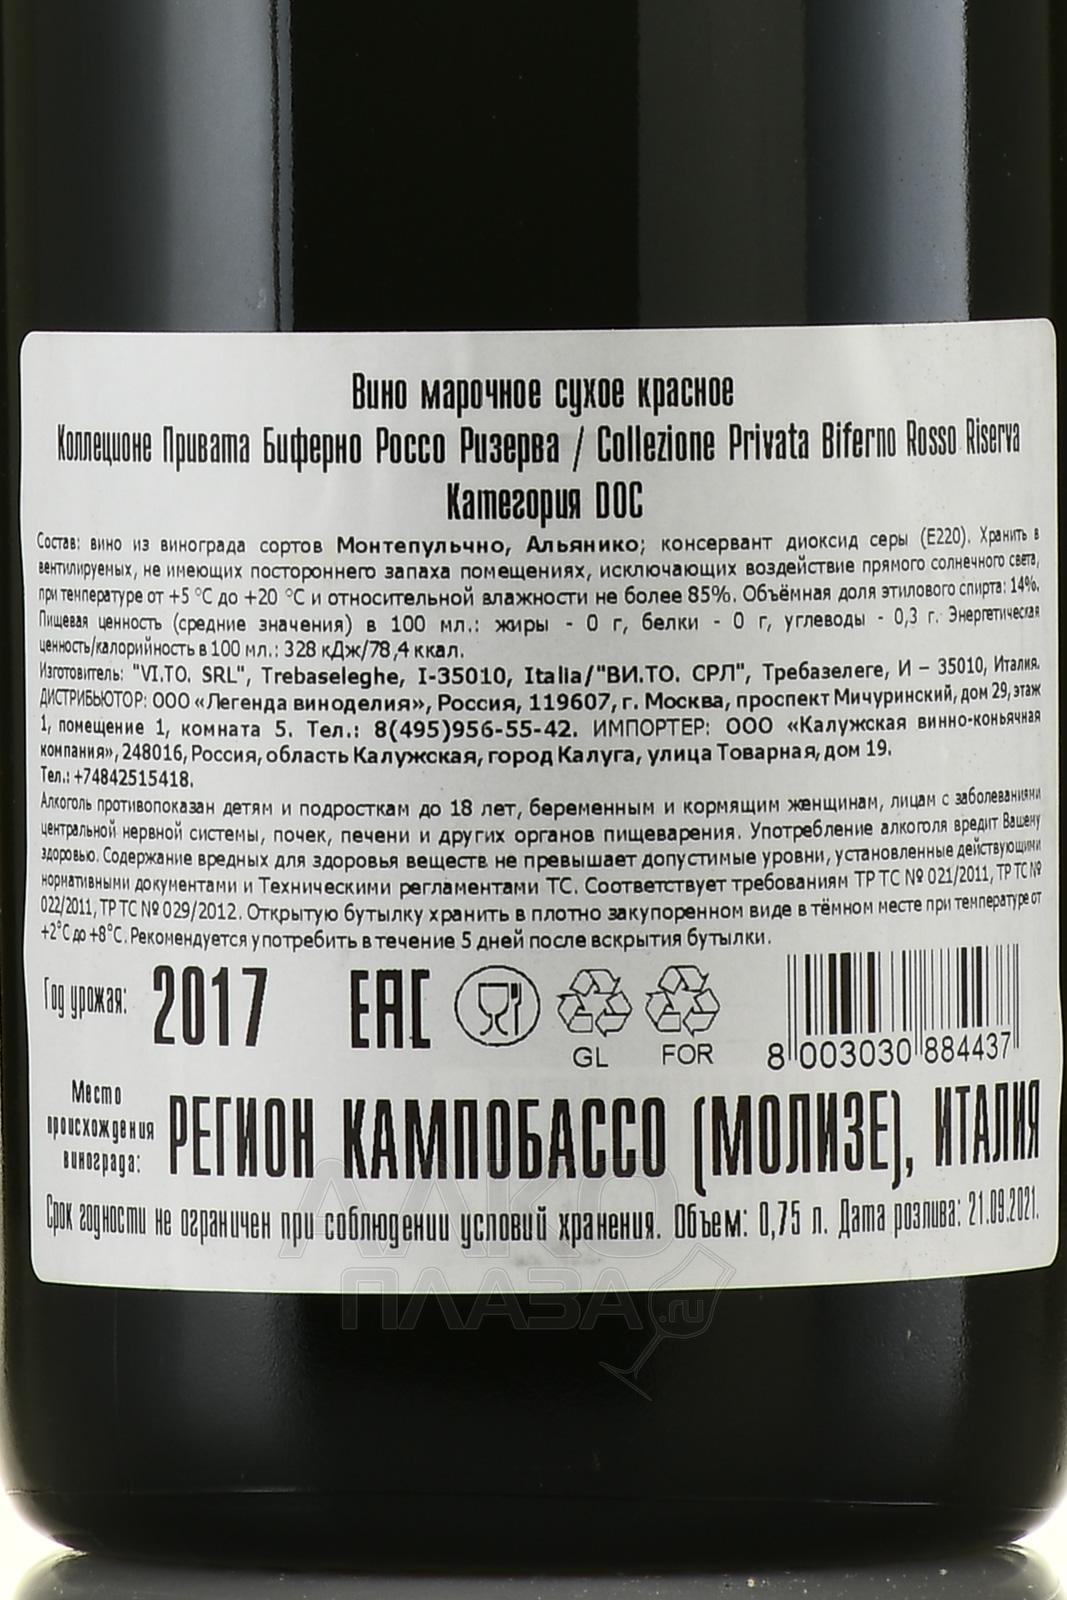 Вино марочное сухое красное
Коллеционе Привата Биферно Россо Ризерва / Collezione Privata Biferno Rosso Riserva
Категория DOC
Состав: вино из винограда сортов Монтепульчно, Альянико; консервант диоксид серы (E220). Хранить в
вентилируемых, не имеющих постороннего запаха помещениях, исключающих воздействие прямого солнечного света,
при температуре от +5 °C до +20 °C и относительной влажности не более 85%. Объёмная доля этилового спирта: 14%.
Пищевая ценность (средние значения) в 100 мл.: жиры - 0 г, белки - 0 г, углеводы - 0,3 г. Энергетическая
ценность/калорийность в 100 мл.: 328 кДж/78,4 ккал.
Изготовитель: "VI.TO. SRL", Trebaseleghe, I-35010, Italia/"ВИ.ТО. СРЛ", Требазелеге, И – 35010, Италия.
ДИСТРИБЬЮТОР: ООО «Легенда виноделия», Россия, 119607, г. Москва, проспект Мичуринский, дом 29, этаж
1, помещение 1, комната 5. Тел.: 8(495)956-55-42. ИМПОРТЕР: ООО «Калужская винно-коньячная
компания», 248016, Россия, область Калужская, город Калуга, улица Товарная, дом 19.
Тел.: +74842515418.
Алкоголь противопоказан детям и подросткам до 18 лет, беременным и кормящим женщинам, лицам с заболеваниями
центральной нервной системы, почек, печени и других органов пищеварения. Употребление алкоголя вредит Вашему
здоровью. Содержание вредных для здоровья веществ не превышает допустимые уровни, установленные действующими
нормативными документами и Техническими регламентами ТС. Соответствует требованиям ТР ТС № 021/2011, ТР ТС №
022/2011, ТР ТС № 029/2012. Открытую бутылку хранить в плотно закупоренном виде в тёмном месте при температуре от
+2°C до +8°C. Рекомендуется употребить в течение 5 дней после вскрытия бутылки.
Год урожая: 2017 EAC
GL FOR
8 003030 884437
Место
происхождения
винограда: РЕГИОН КАМПОБАССО (МОЛИЗЕ), ИТАЛИЯ
Срок годности не ограничен при соблюдении условий хранения. Объем: 0,75 л. Дата розлива: 21.09.2021.
АЛКО
ПЛАЗА.ru